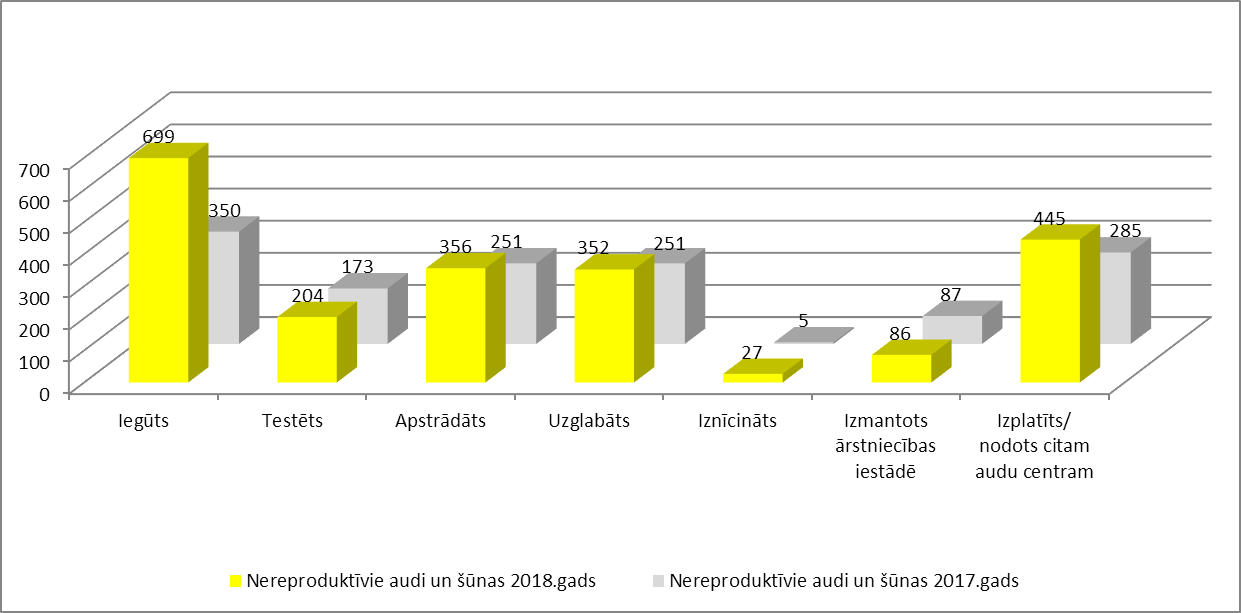 699
350
173
204
356
251
352
251
27
5
86
87
445
285
700
600
500
400
300
200
100
0
Iegūts
Testēts
Apstrādāts
Uzglabāts
Iznīcināts
Izmantots
ārstniecības
iestādē
Izplatīts/
nodots citam
audu centram
Nereproduktīvie audi un šūnas 2018.gads
Nereproduktīvie audi un šūnas 2017.gads